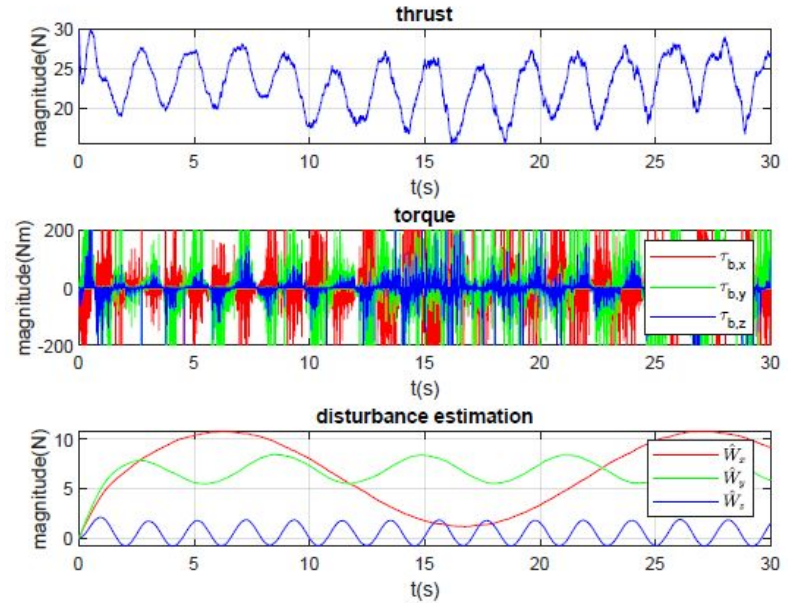 thrust
magnitude(N)
30
25
20
0 5 10 15 20 25 30
t(s)
torque
magnitude(Nm)
200
0
-200
τb,x
τb,y
τb,z
0 5 10 15 20 25 30
t(s)
disturbance estimation
magnitude(N)
10
5
0
Ŵx
Ŵy
Ŵz
0 5 10 15 20 25 30
t(s)